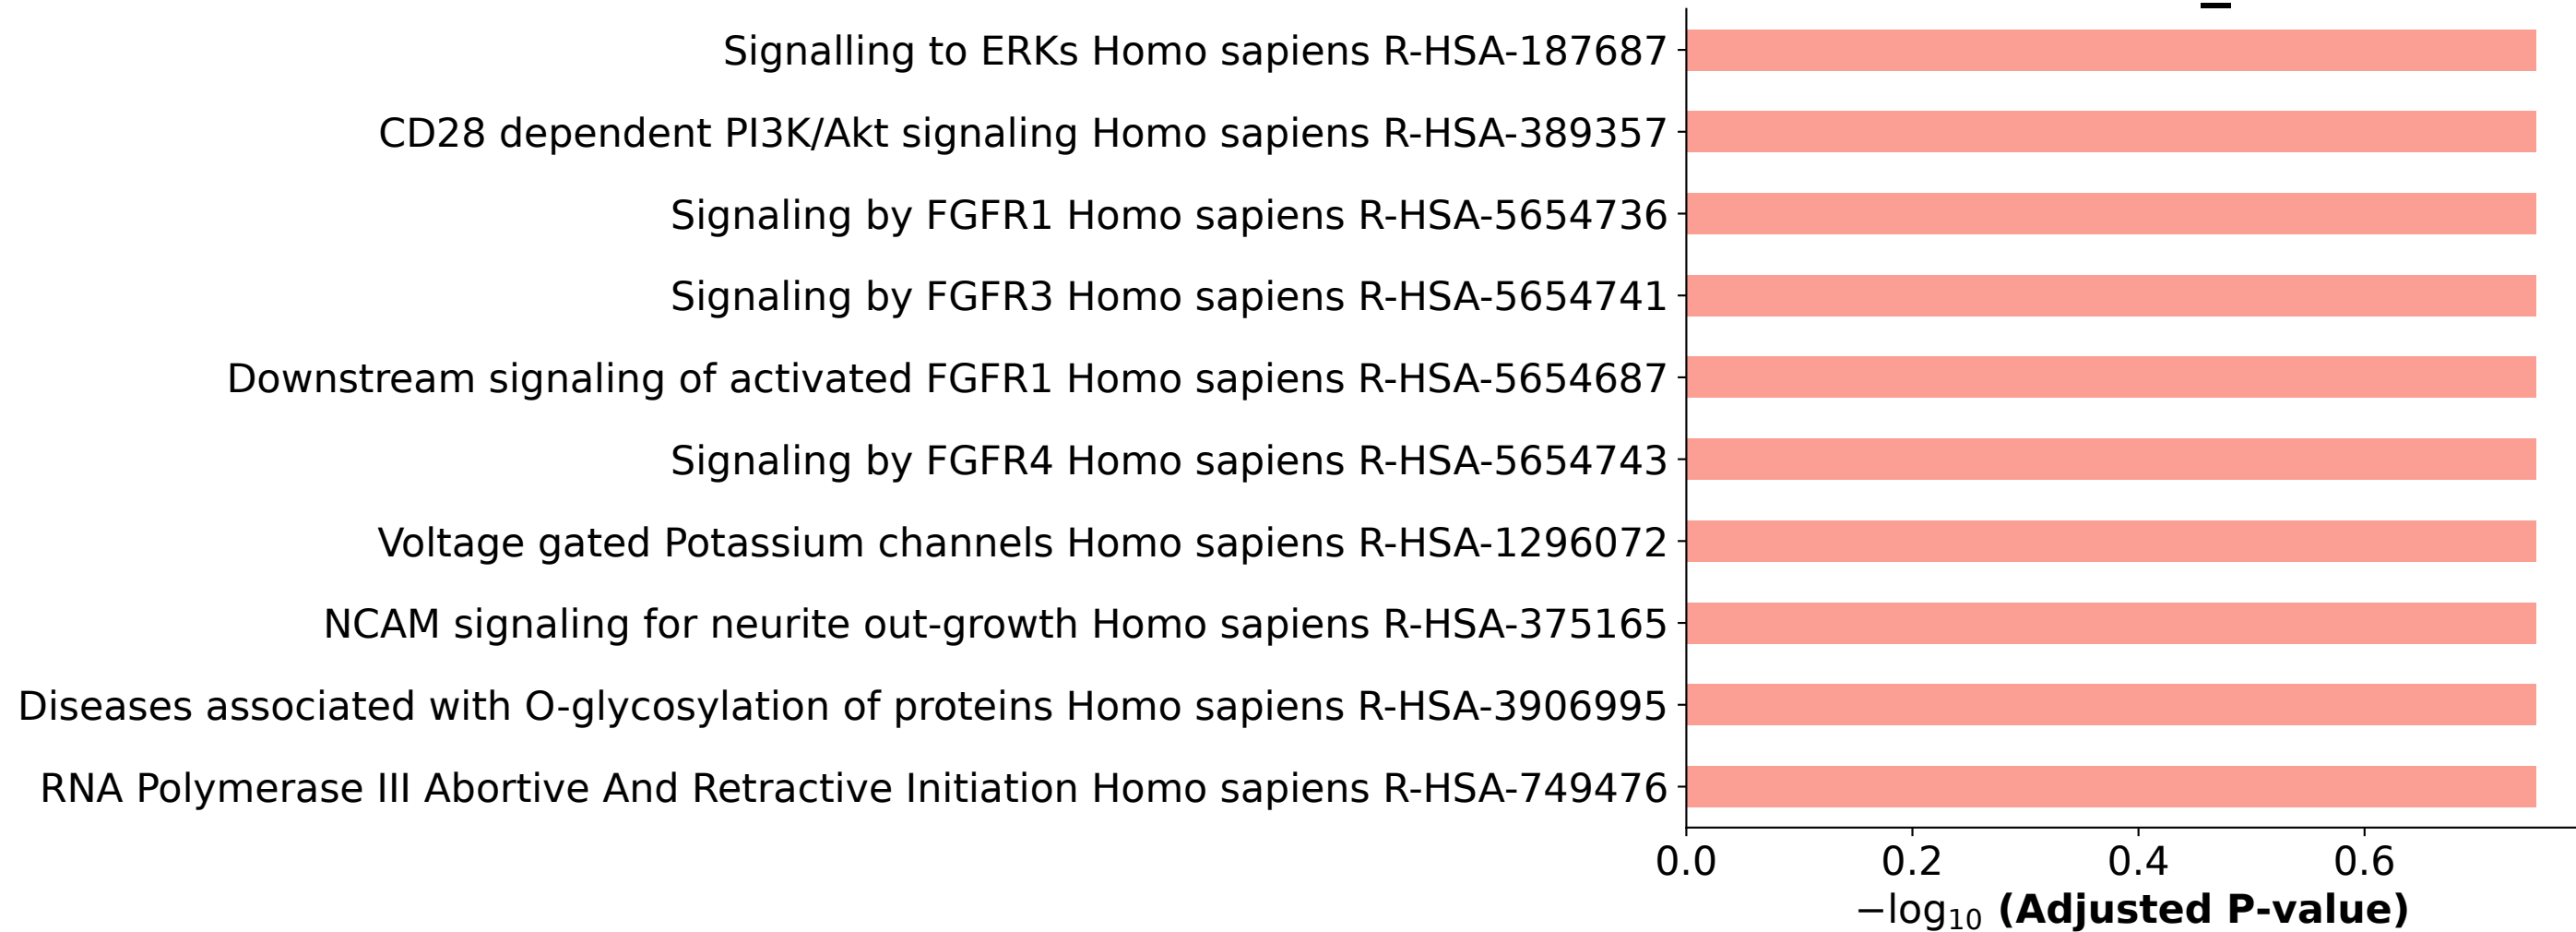 Signalling to ERKs Homo sapiens R-HSA-187687
CD28 dependent PI3K/Akt signaling Homo sapiens R-HSA-389357
Signaling by FGFR1 Homo sapiens R-HSA-5654736
Signaling by FGFR3 Homo sapiens R-HSA-5654741
Downstream signaling of activated FGFR1 Homo sapiens R-HSA-5654687
Signaling by FGFR4 Homo sapiens R-HSA-5654743
Voltage gated Potassium channels Homo sapiens R-HSA-1296072
NCAM signaling for neurite out-growth Homo sapiens R-HSA-375165
Diseases associated with O-glycosylation of proteins Homo sapiens R-HSA-3906995
RNA Polymerase III Abortive And Retractive Initiation Homo sapiens R-HSA-749476
0.0 0.2 0.4 0.6
−log₁₀ (Adjusted P-value)